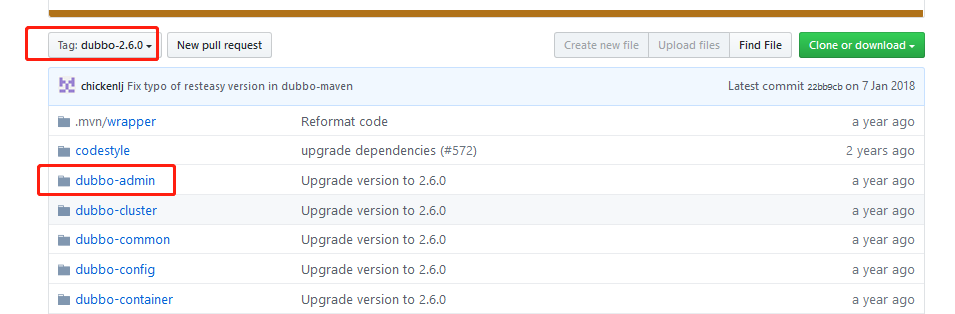 Tag: dubbo-2.6.0 New pull request Create new file Upload files Find File Clone or download
chickenlj Fix typo of resteasy version in dubbo-maven Latest commit 22bb9cb on 7 Jan 2018
.mvn/wrapper Reformat code a year ago
codestyle upgrade dependencies (#572) 2 years ago
dubbo-admin Upgrade version to 2.6.0 a year ago
dubbo-cluster Upgrade version to 2.6.0 a year ago
dubbo-common Upgrade version to 2.6.0 a year ago
dubbo-config Upgrade version to 2.6.0 a year ago
dubbo-container Upgrade version to 2.6.0 a year ago